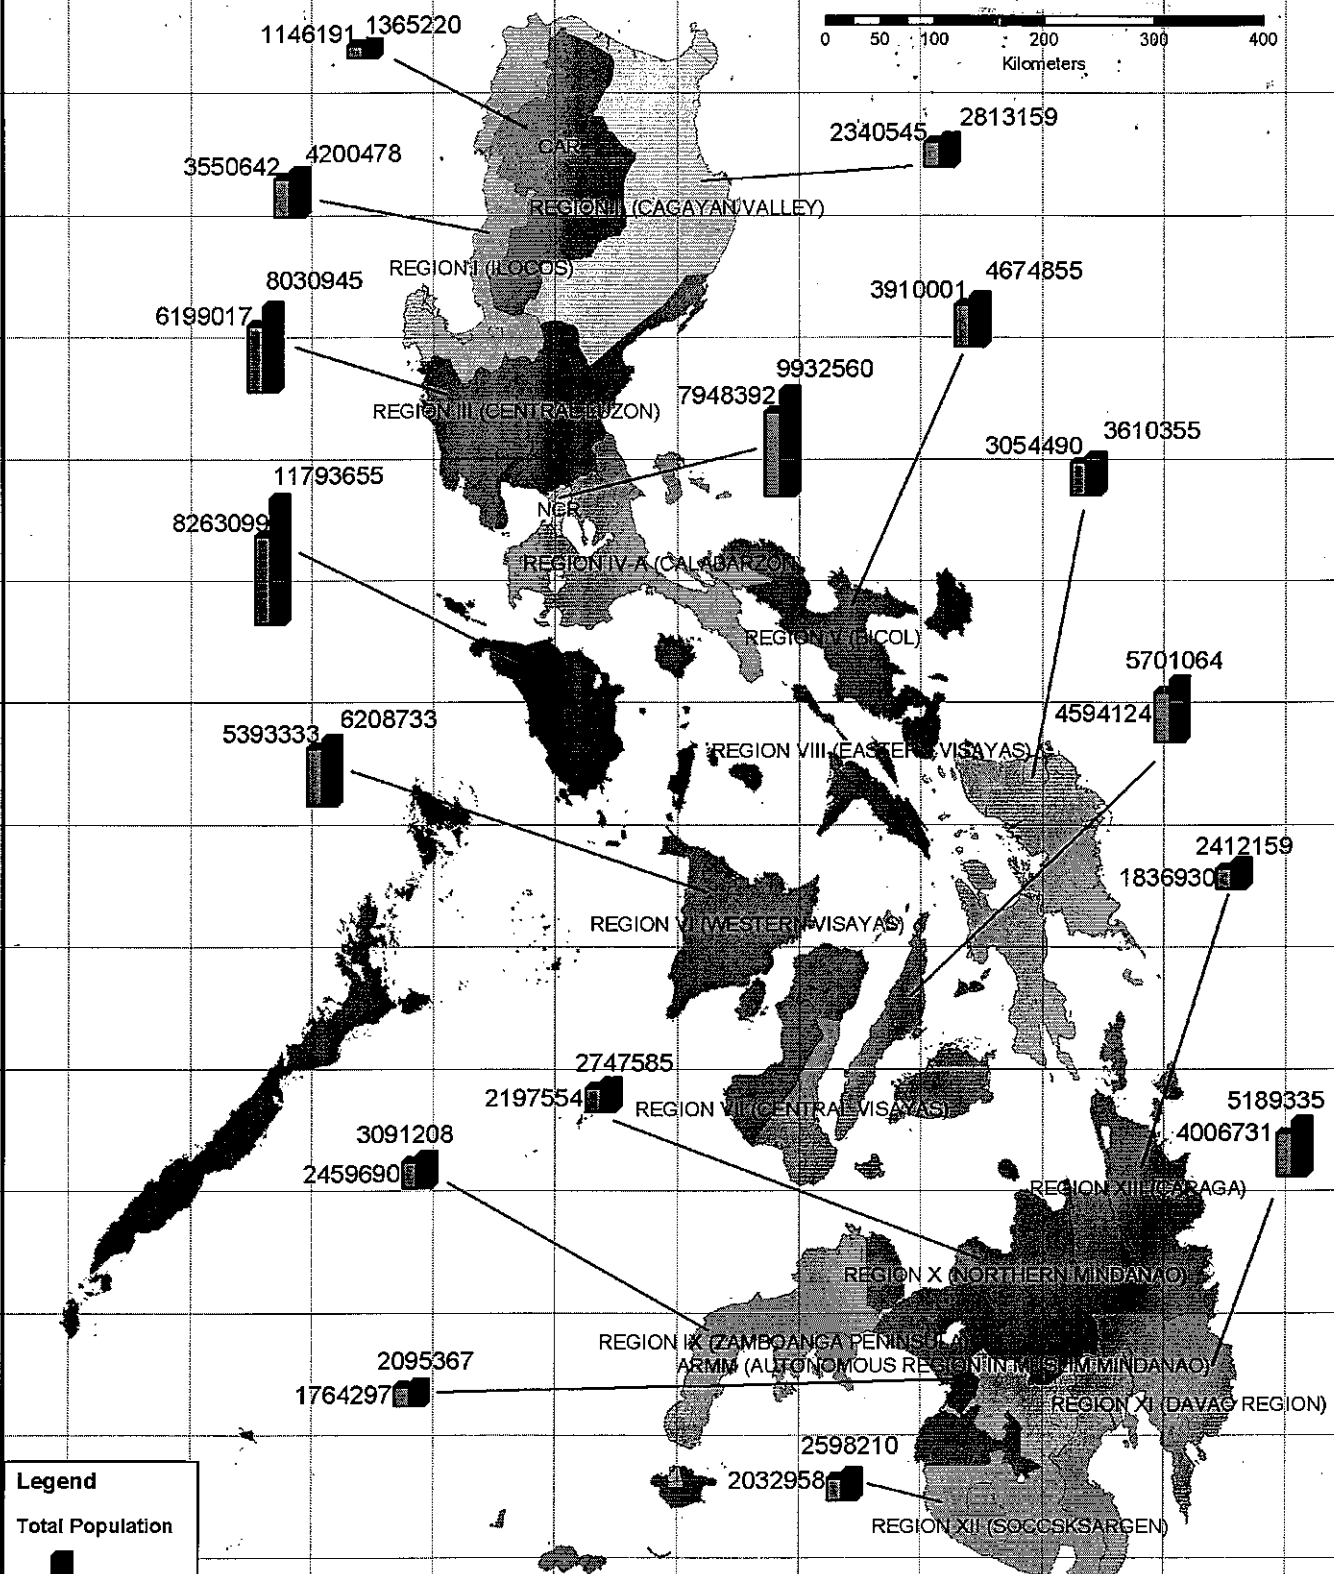 1146191 1365220
0 50 100 200 300 400
Kilometers
2340545 2813159
CAR
3550642 4200478
REGION II (CAGAYAN VALLEY)
REGION I (ILOCOS)
8030945
6199017
3910001 4674855
9932560
7948392
REGION III (CENTRAL LUZON)
3054490 3610355
11793655
8263099
NCR
REGION IV-A (CALABARZON)
REGION V (BICOL)
5701064
4594124
6208733
5393333
REGION VIII (EASTERN VISAYAS)
2412159
1836930
REGION VI (WESTERN VISAYAS)
2747585
2197554
REGION VII (CENTRAL VISAYAS)
5189335
4006731
3091208
2459690
REGION XIII (CARAGA)
REGION X (NORTHERN MINDANAO)
REGION IX (ZAMBOANGA PENINSULA)
ARMM (AUTONOMOUS REGION IN MUSLIM MINDANAO)
2095367
1764297
REGION XI (DAVAO REGION)
2598210
2032958
REGION XII (SOCCSKSARGEN)
Legend
Total Population